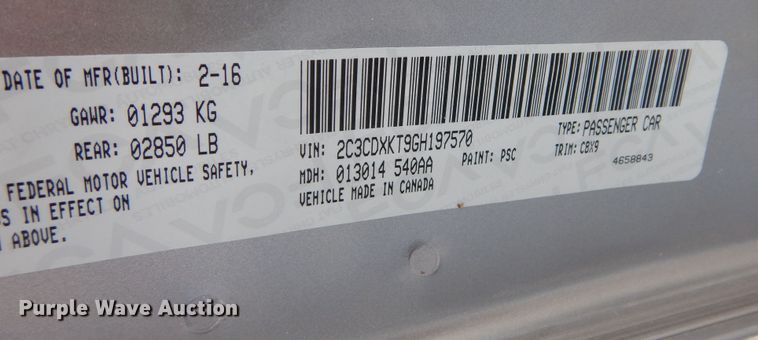 DATE OF MFR(BUILT): 2-16
GAWR: 01293 KG
REAR: 02850 LB
FEDERAL MOTOR VEHICLE SAFETY,
S IN EFFECT ON
ABOVE.
VIN: 2C3CDXKT9GH197570
TYPE: PASSENGER CAR
MDH: 013014 540AA
PAINT: PSC
TRIM: CBX9
VEHICLE MADE IN CANADA
4658843
Purple Wave Auction